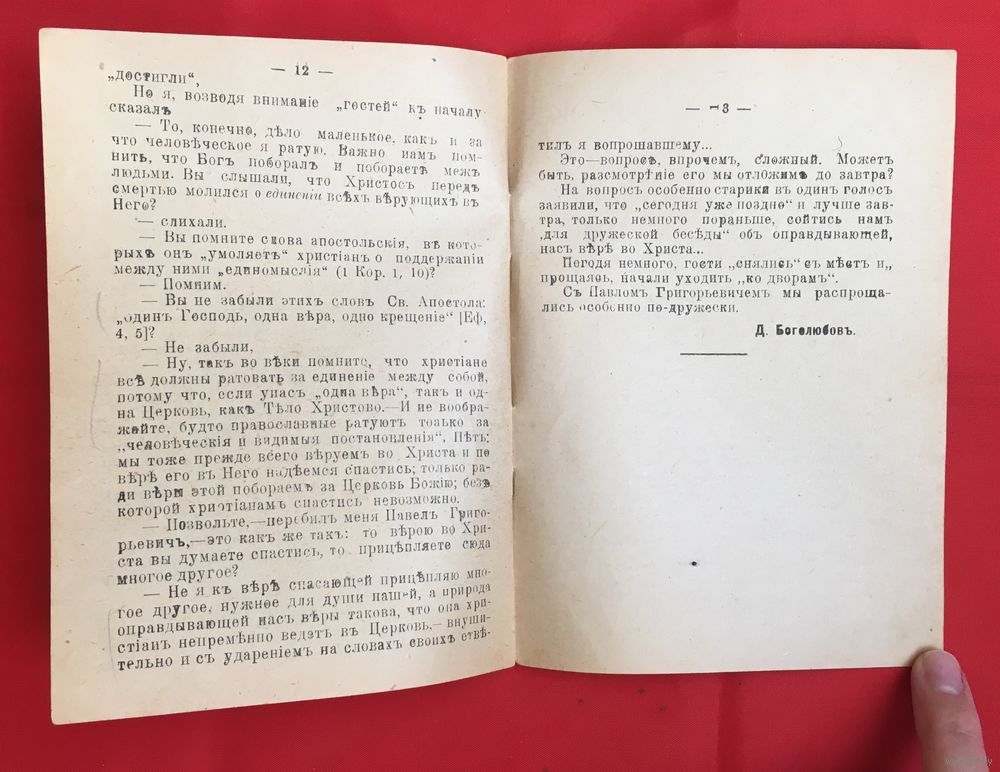 — 12 —
„достигли“,
Но я, возводя вниманіе „гостей“ къ началу
сказалъ
— То, конечно, дѣло маленькое, какъ и за
что человѣческое я ратую. Важно намъ пом-
нить, что Богъ поборалъ и побораетъ межъ
людьми. Вы слышали, что Христосъ передъ
смертью молился о единеніи всѣхъ вѣрующихъ въ
Него?
— слихали.
— Вы помните слова апостольскія, въ кото-
рыхъ онъ „умоляетъ“ христіанъ о поддержаніи
между ними „единомыслія“ (1 Кор. 1, 10)?
— Помним.
— Вы не забыли этихъ словъ Св. Апостола:
„одинъ Господь, одна вѣра, одно крещеніе“ [Еф,
4, 5]?
— Не забыли,
— Ну, такъ во вѣки помните, что христіане
всѣ должны ратовать за единеніе между собой,
потому что, если унасъ „одна вѣра“, так и од-
на Церковь, какъ Тѣло Христово.—И не вообра-
жайте, будто православные ратуютъ только за
„человѣческія и видимыя постановленія“, Нѣтъ:
мы тоже прежде всего вѣруемъ во Христа и по
вѣрѣ его въ Него надѣемся спастись; только ра-
ди вѣры этой побораемъ за Церковь Божію; безъ
которой христіанамъ спастись невозможно.
— Позвольте,—перебилъ меня Павелъ Григо-
рьевичъ,—это какъ же такъ: то вѣрою во Хри-
ста вы думаете спастись, то прицѣпляете сюда
многое другое?
— Не я къ вѣрѣ спасающей прицѣпляю мно-
гое другое, нужное для души нашей, а природа
оправдывающей насъ вѣры такова, что она хри-
стіанъ непремѣнно ведэтъ въ Церковь,—внуши-
тельно и съ удареніемъ на словахъ своихъ отвѣ-
— 13 —
тилъ я вопрошавшему...
Это—вопросъ, впрочемъ, сложный. Можетъ
быть, разсмотрѣніе его мы отложимъ до завтра?
На вопросъ особенно старики въ одинъ голосъ
заявили, что „сегодня уже поздно“ и лучше зав-
тра, только немного пораньше, сойтись намъ
„для дружеской бесѣды“ объ оправдывающей,
насъ вѣрѣ во Христа...
Погодя немного, гости „снялись“ съ мѣстъ и„
прощаясь, начали уходить „ко дворамъ“.
Съ Павломъ Григорьевичемъ мы распроща-
лись особенно по-дружески.
Д. Боголюбовъ.